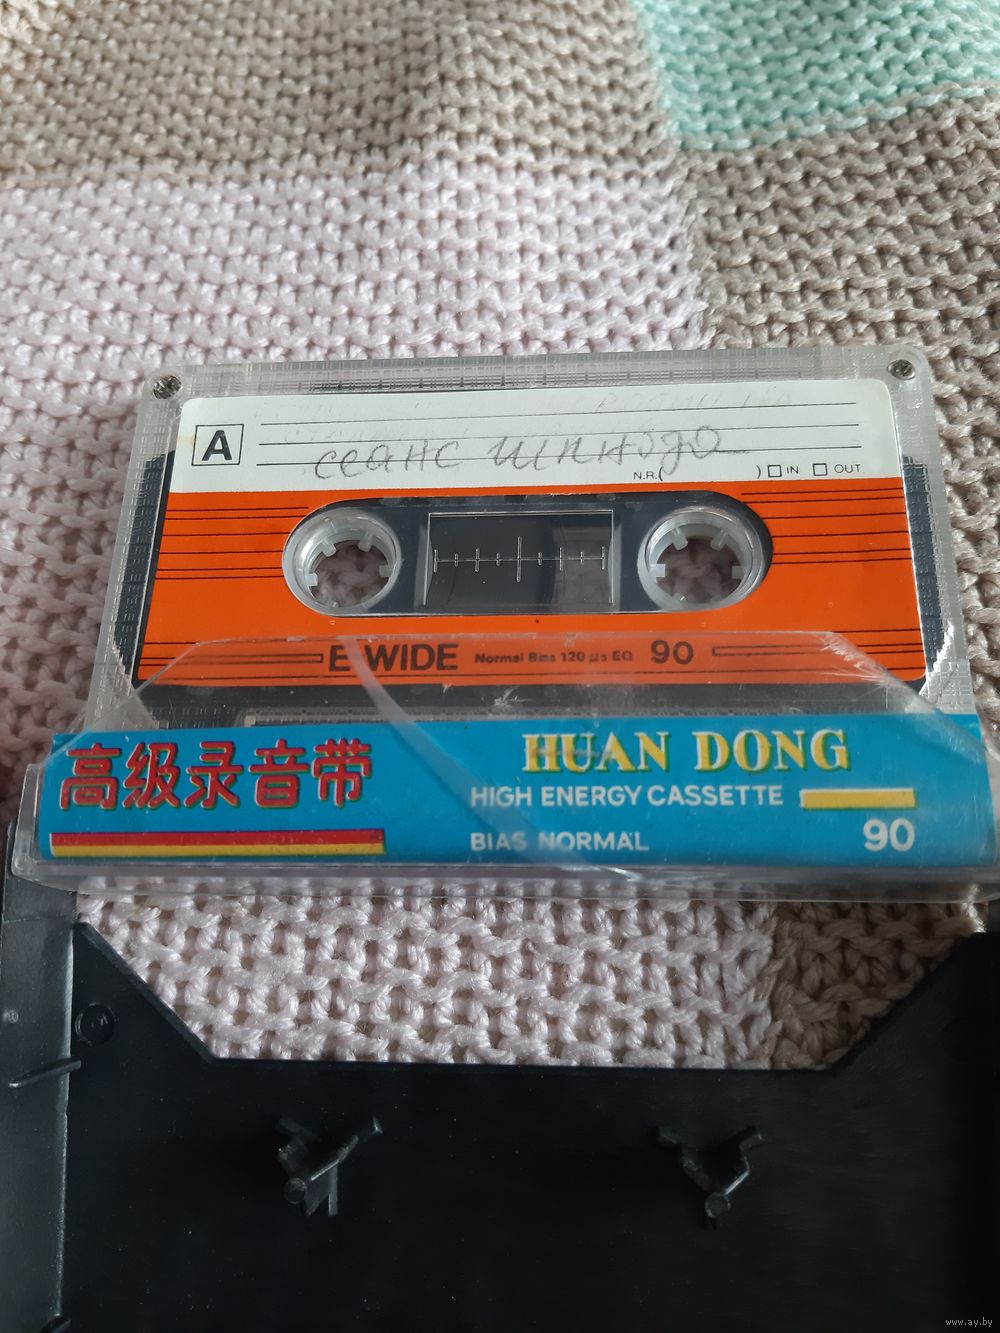 A
сеанс гипноза
N.R.( ) IN OUT
E WIDE Normal Bias 120 µs EQ 90
高级录音带
HUAN DONG
HIGH ENERGY CASSETTE
BIAS NORMAL 90
www.ay.by